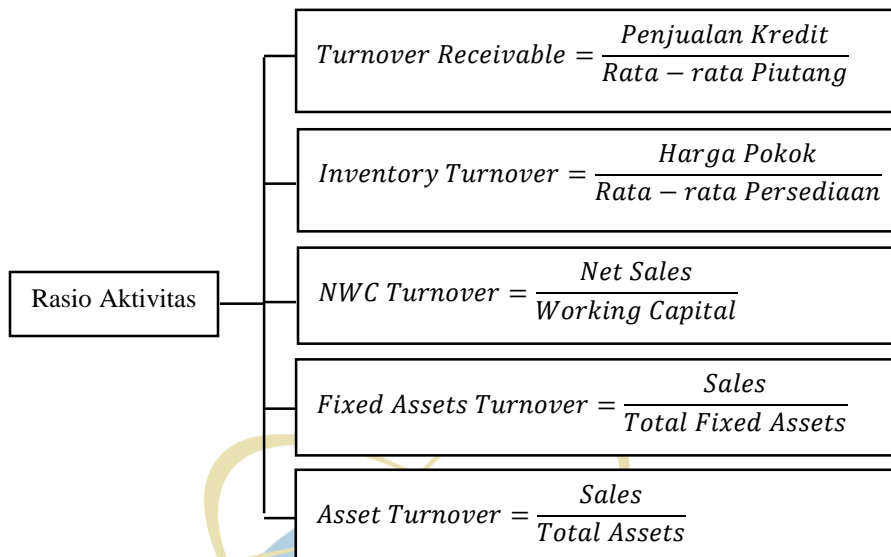 Turnover Receivable = Penjualan Kredit / Rata − rata Piutang
Inventory Turnover = Harga Pokok / Rata − rata Persediaan
Rasio Aktivitas
NWC Turnover = Net Sales / Working Capital
Fixed Assets Turnover = Sales / Total Fixed Assets
Asset Turnover = Sales / Total Assets